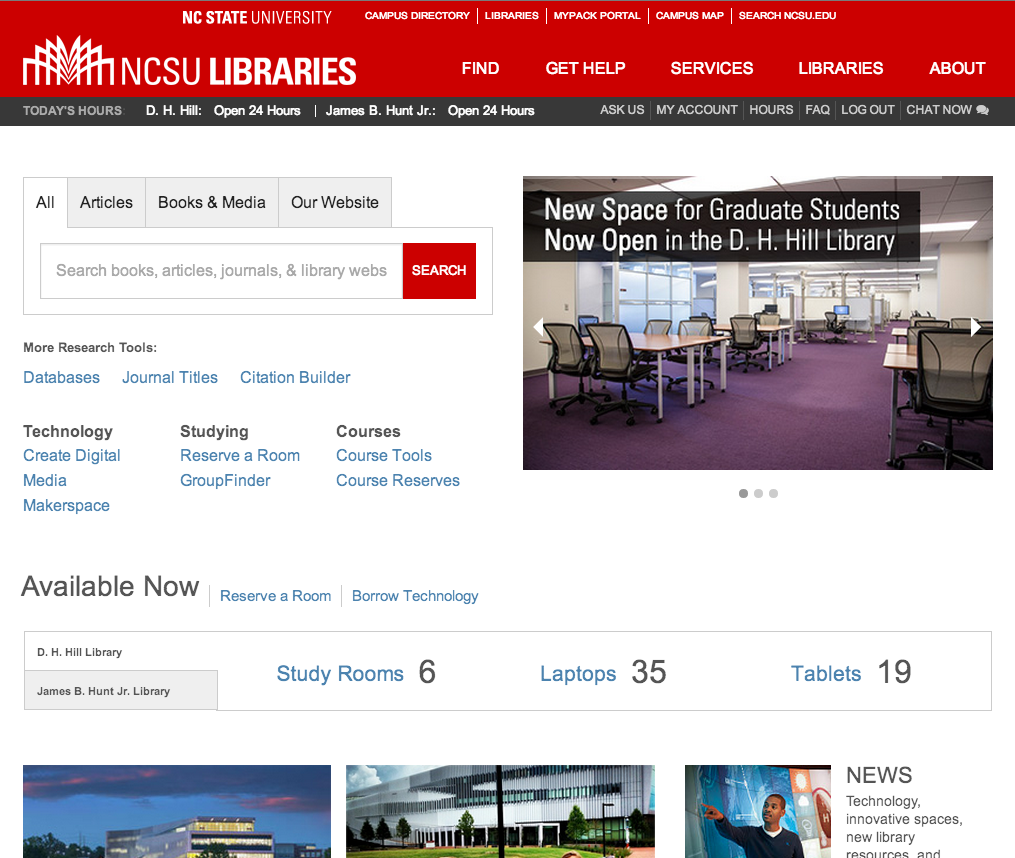 NC STATE UNIVERSITY
CAMPUS DIRECTORY LIBRARIES MYPACK PORTAL CAMPUS MAP SEARCH NCSU.EDU
NCSU LIBRARIES
FIND GET HELP SERVICES LIBRARIES ABOUT
TODAY'S HOURS D. H. Hill: Open 24 Hours | James B. Hunt Jr.: Open 24 Hours
ASK US MY ACCOUNT HOURS FAQ LOG OUT CHAT NOW
All Articles Books & Media Our Website
Search books, articles, journals, & library webs
SEARCH
New Space for Graduate Students
Now Open in the D. H. Hill Library
More Research Tools:
Databases Journal Titles Citation Builder
Technology
Create Digital
Media
Makerspace
Studying
Reserve a Room
GroupFinder
Courses
Course Tools
Course Reserves
Available Now
Reserve a Room Borrow Technology
D. H. Hill Library
James B. Hunt Jr. Library
Study Rooms 6 Laptops 35 Tablets 19
NEWS
Technology,
innovative spaces,
new library
resources, and